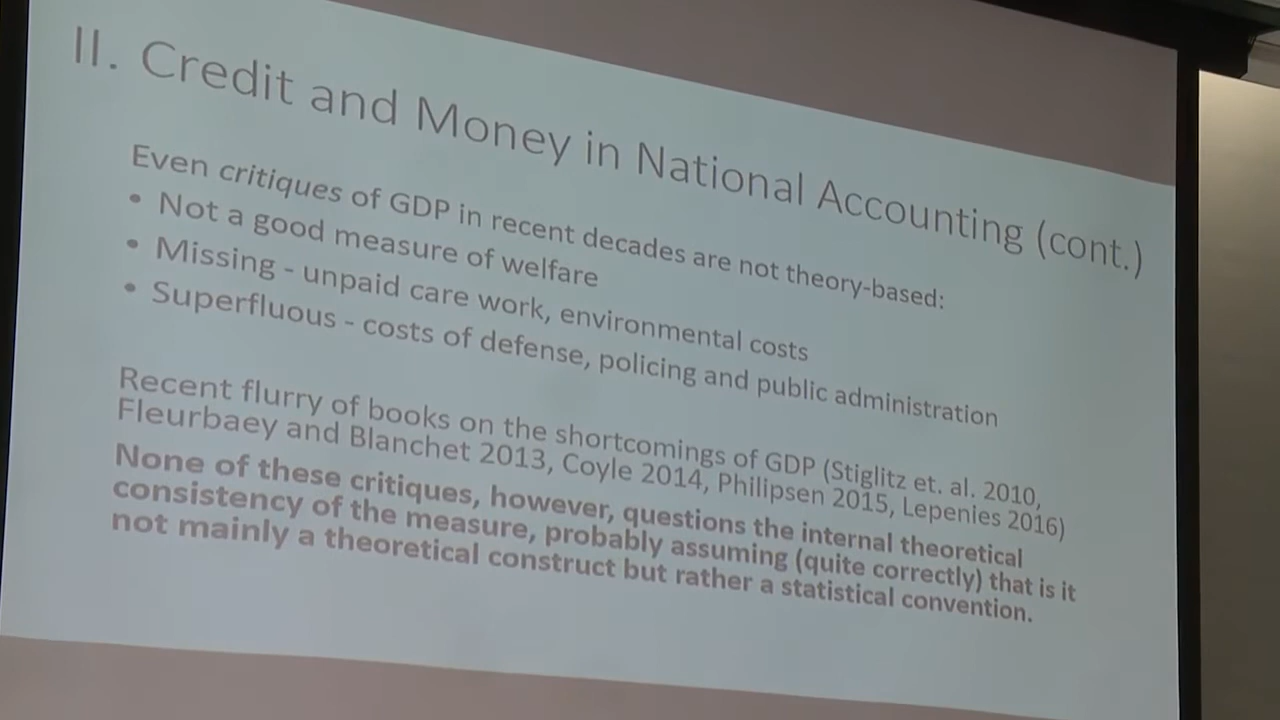 II. Credit and Money in National Accounting (cont.)
Even critiques of GDP in recent decades are not theory-based:
• Not a good measure of welfare
• Missing - unpaid care work, environmental costs
• Superfluous - costs of defense, policing and public administration
Recent flurry of books on the shortcomings of GDP (Stiglitz et. al. 2010,
Fleurbaey and Blanchet 2013, Coyle 2014, Philipsen 2015, Lepenies 2016)
None of these critiques, however, questions the internal theoretical
consistency of the measure, probably assuming (quite correctly) that is it
not mainly a theoretical construct but rather a statistical convention.